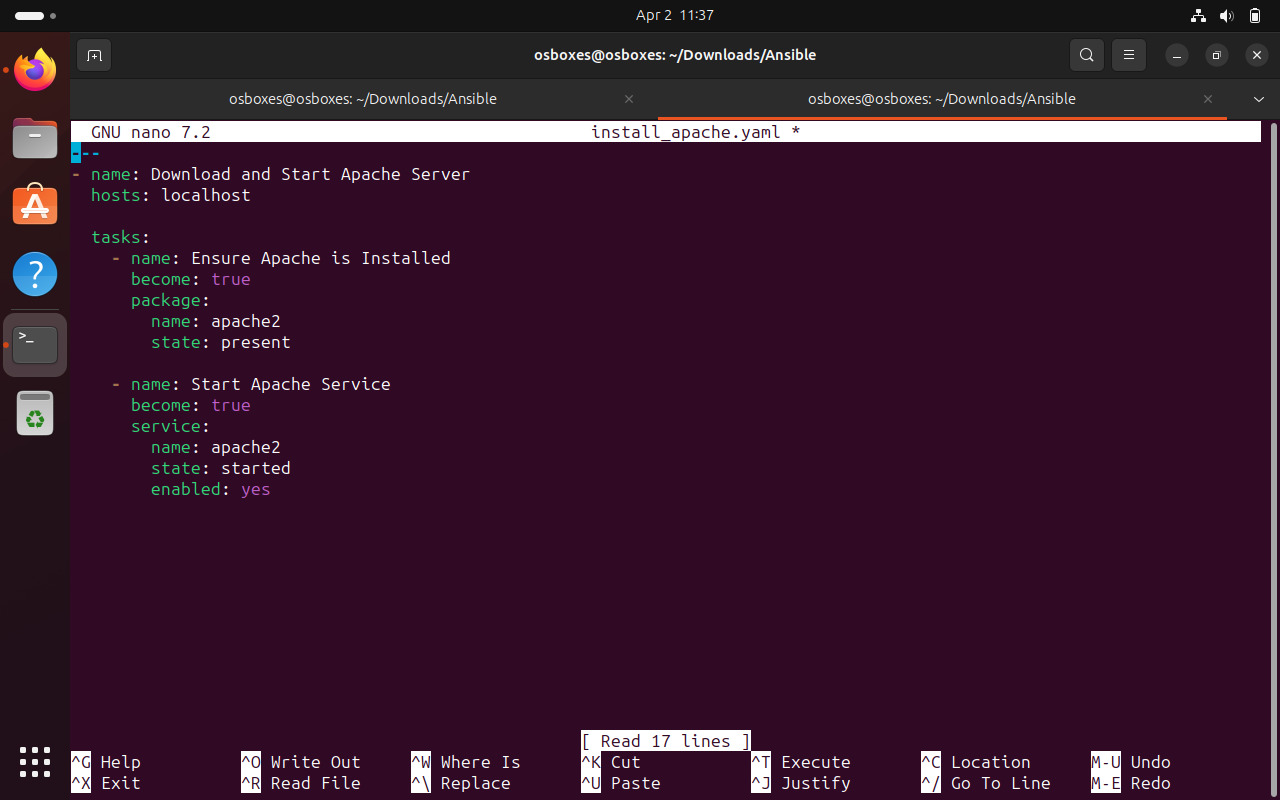 Apr 2 11:37
osboxes@osboxes: ~/Downloads/Ansible
osboxes@osboxes: ~/Downloads/Ansible
osboxes@osboxes: ~/Downloads/Ansible
GNU nano 7.2 install_apache.yaml *
---
- name: Download and Start Apache Server
  hosts: localhost

  tasks:
    - name: Ensure Apache is Installed
      become: true
      package:
        name: apache2
        state: present

    - name: Start Apache Service
      become: true
      service:
        name: apache2
        state: started
        enabled: yes
[ Read 17 lines ]
^G Help ^O Write Out ^W Where Is ^K Cut ^T Execute ^C Location M-U Undo
^X Exit ^R Read File ^\ Replace ^U Paste ^J Justify ^/ Go To Line M-E Redo